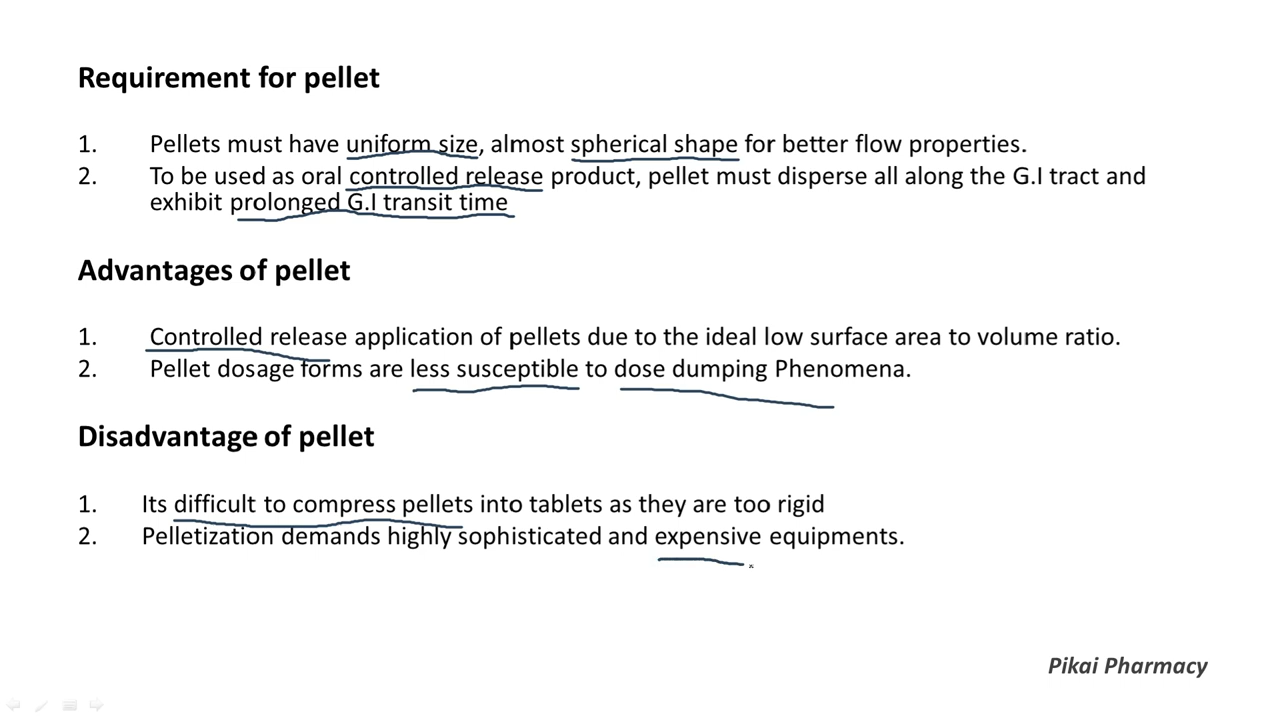 Requirement for pellet
1. Pellets must have uniform size, almost spherical shape for better flow properties.
2. To be used as oral controlled release product, pellet must disperse all along the G.I tract and
exhibit prolonged G.I transit time
Advantages of pellet
1. Controlled release application of pellets due to the ideal low surface area to volume ratio.
2. Pellet dosage forms are less susceptible to dose dumping Phenomena.
Disadvantage of pellet
1. Its difficult to compress pellets into tablets as they are too rigid
2. Pelletization demands highly sophisticated and expensive equipments.
Pikai Pharmacy